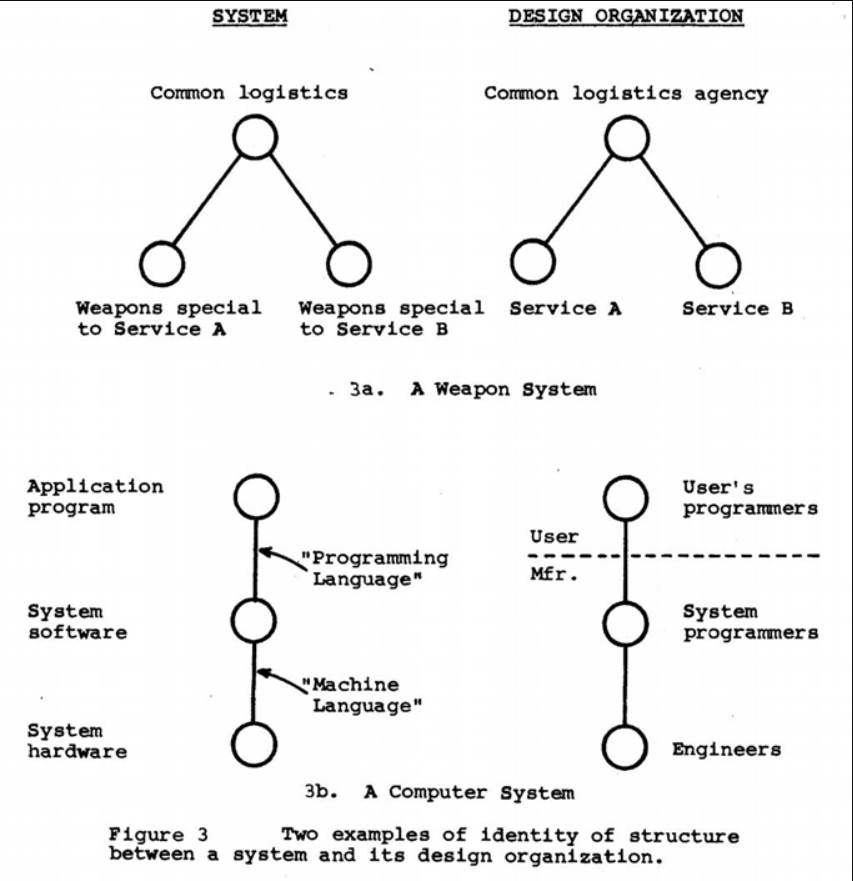 SYSTEM
DESIGN ORGANIZATION
Common logistics
Common logistics agency
Weapons special
to Service A
Weapons special
to Service B
Service A
Service B
3a. A Weapon System
Application
program
"Programming
Language"
User's
programmers
User
Mfr.
System
software
"Machine
Language"
System
programmers
System
hardware
Engineers
3b. A Computer System
Figure 3 Two examples of identity of structure
between a system and its design organization.